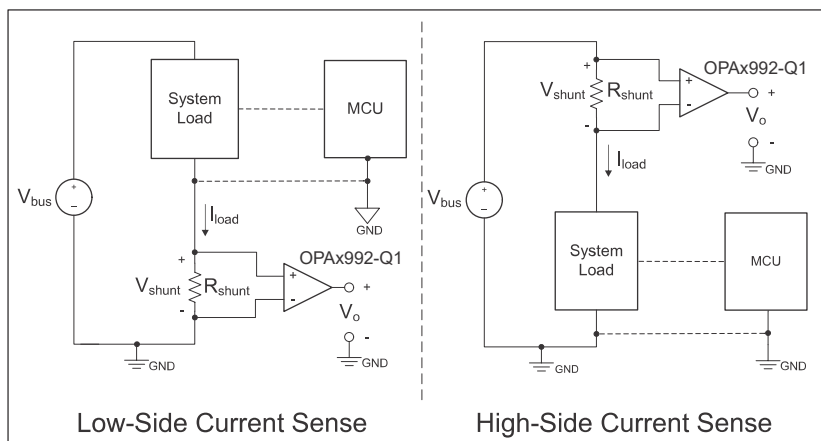 System
Load
MCU
Vbus
+
−
Iload
GND
+
Vshunt
Rshunt
-
OPAx992-Q1
+
-
+
Vo
-
GND
GND
Low-Side Current Sense
OPAx992-Q1
+
Vshunt
Rshunt
-
+
-
+
Vo
-
GND
Iload
Vbus
+
−
System
Load
MCU
GND
GND
High-Side Current Sense